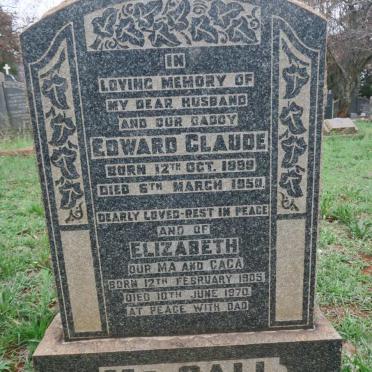 IN
LOVING MEMORY OF
MY DEAR HUSBAND
AND OUR DADDY
EDWARD CLAUDE
BORN 12TH OCT. 1899
DIED 6TH MARCH 1950.
DEARLY LOVED-REST IN PEACE
AND OF
ELIZABETH
OUR MA AND GAGA
BORN 12TH FEBRUARY 1905
DIED 10TH JUNE 1970
AT PEACE WITH DAD